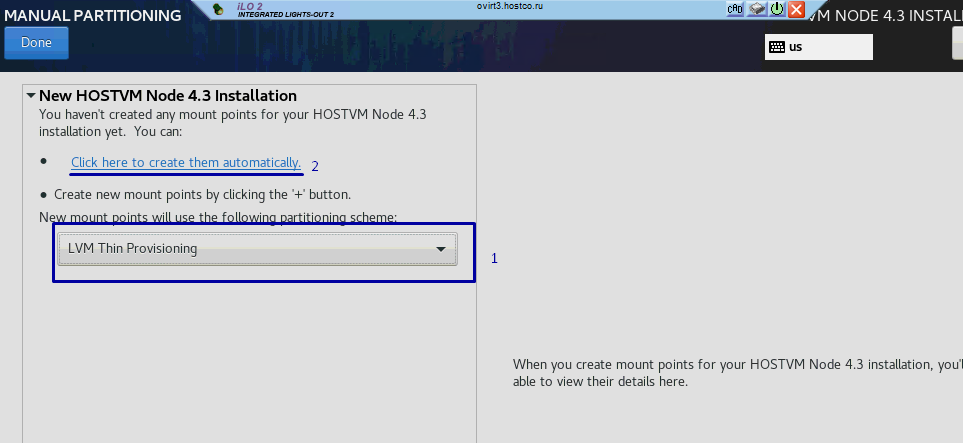 MANUAL PARTITIONING
iLO 2
INTEGRATED LIGHTS-OUT 2
ovirt3.hostco.ru
CAD
VM NODE 4.3 INSTAL
Done
us
New HOSTVM Node 4.3 Installation
You haven't created any mount points for your HOSTVM Node 4.3
installation yet. You can:
● Click here to create them automatically. 2
● Create new mount points by clicking the '+' button.
New mount points will use the following partitioning scheme:
LVM Thin Provisioning
1
When you create mount points for your HOSTVM Node 4.3 installation, you'l
able to view their details here.